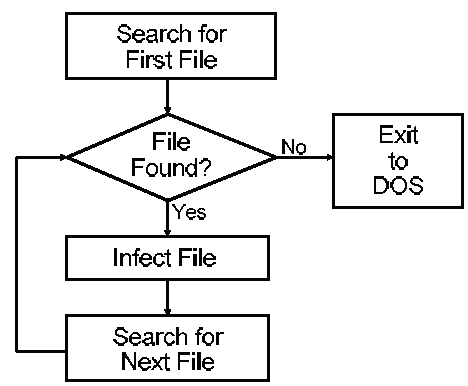 Search for
First File
File
Found?
No
Exit
to
DOS
Yes
Infect File
Search for
Next File